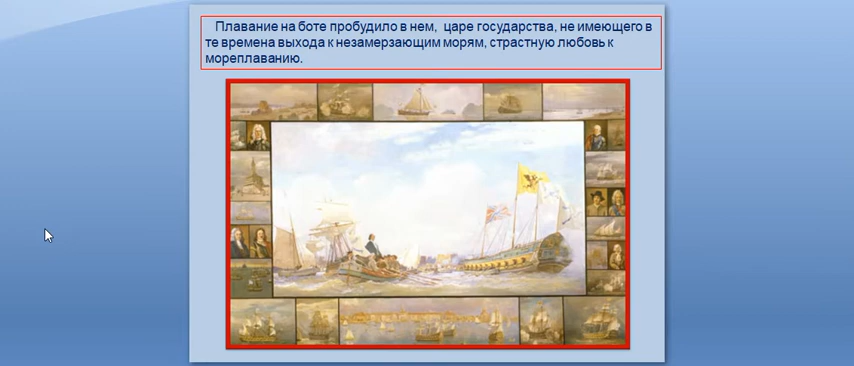 Плавание на боте пробудило в нем, царе государства, не имеющего в
те времена выхода к незамерзающим морям, страстную любовь к
мореплаванию.